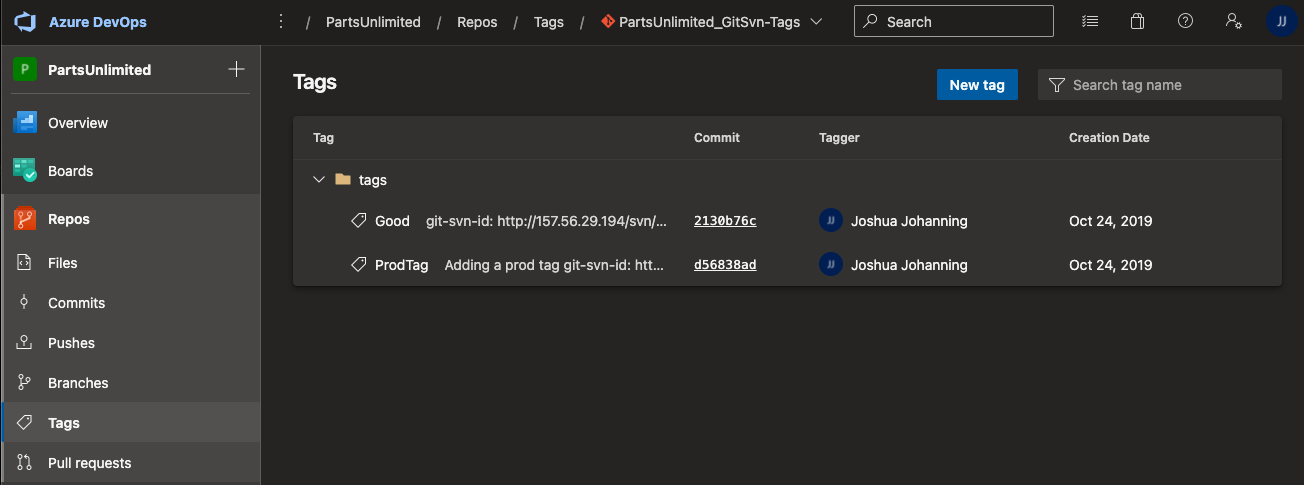 Azure DevOps
/ PartsUnlimited / Repos / Tags / PartsUnlimited_GitSvn-Tags
Search
JJ
P PartsUnlimited
Overview
Boards
Repos
Files
Commits
Pushes
Branches
Tags
Pull requests
Tags
New tag
Search tag name
Tag Commit Tagger Creation Date
tags
Good git-svn-id: http://157.56.29.194/svn/... 2130b76c JJ Joshua Johanning Oct 24, 2019
ProdTag Adding a prod tag git-svn-id: htt... d56838ad JJ Joshua Johanning Oct 24, 2019